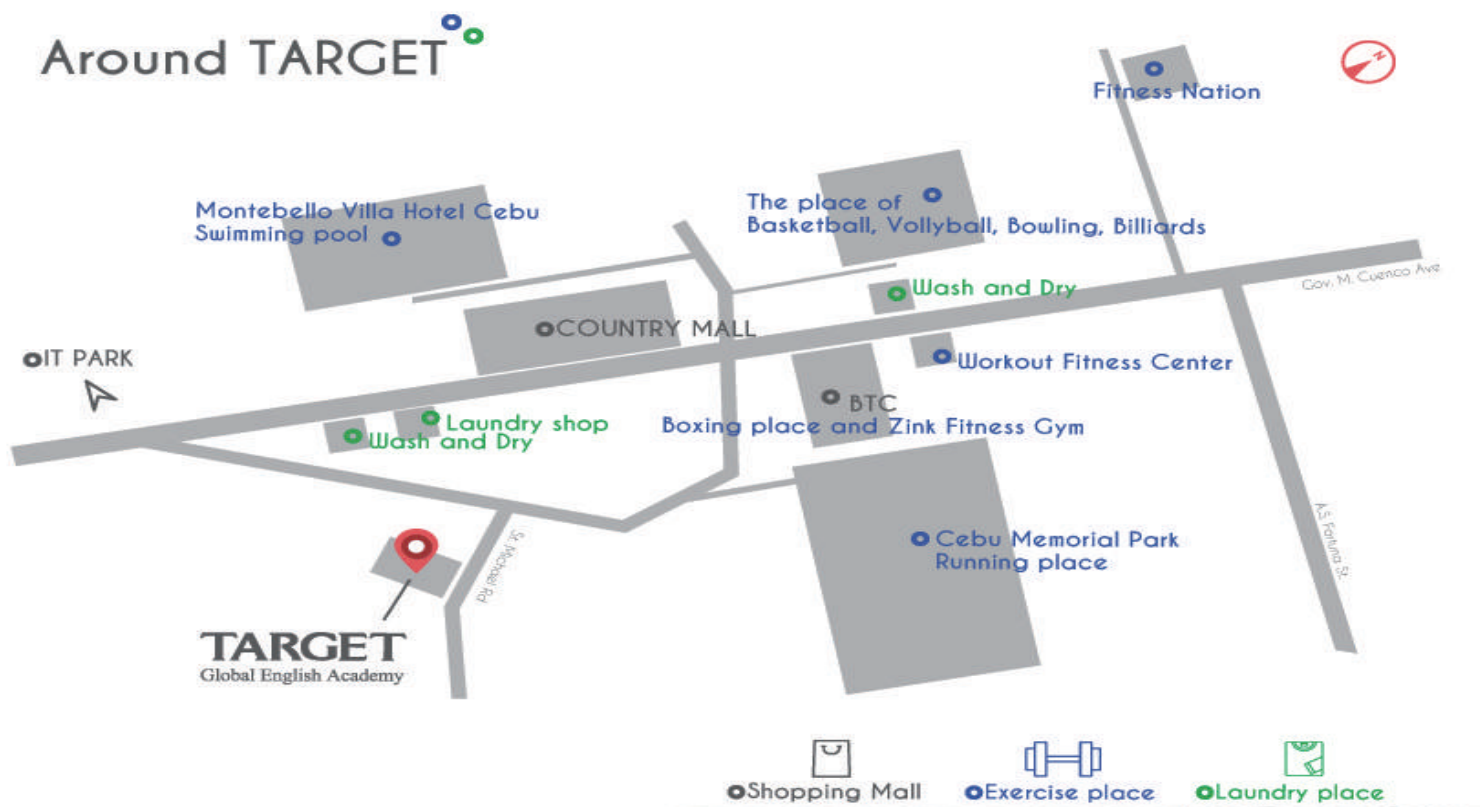 Around TARGET
N
Fitness Nation
Montebello Villa Hotel Cebu
Swimming pool
The place of
Basketball, Vollyball, Bowling, Billiards
Gov. M. Cuenco Ave
Wash and Dry
COUNTRY MALL
IT PARK
Workout Fitness Center
BTC
Boxing place and Zink Fitness Gym
Laundry shop
Wash and Dry
Cebu Memorial Park
Running place
A.S Fortuna St.
St. Michael Rd
TARGET
Global English Academy
Shopping Mall
Exercise place
Laundry place